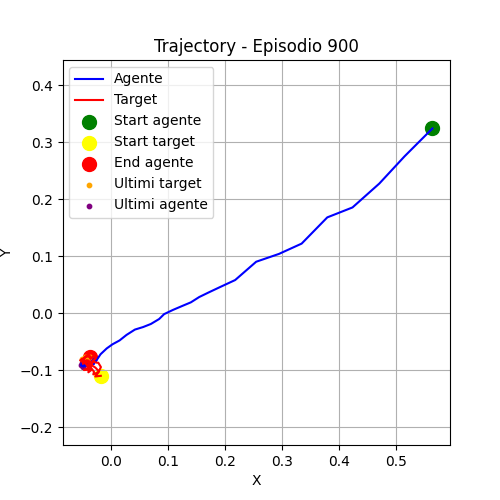 Trajectory - Episodio 900
Agente
Target
Start agente
Start target
End agente
Ultimi target
Ultimi agente
0.4
0.3
0.2
0.1
0.0
−0.1
−0.2
Y
0.0 0.1 0.2 0.3 0.4 0.5
X